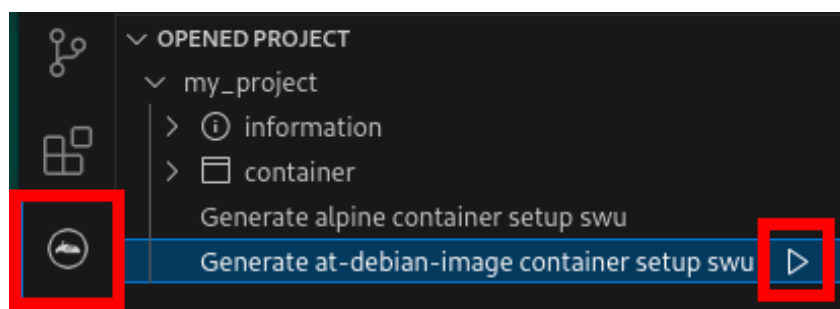 OPENED PROJECT
my_project
information
container
Generate alpine container setup swu
Generate at-debian-image container setup swu